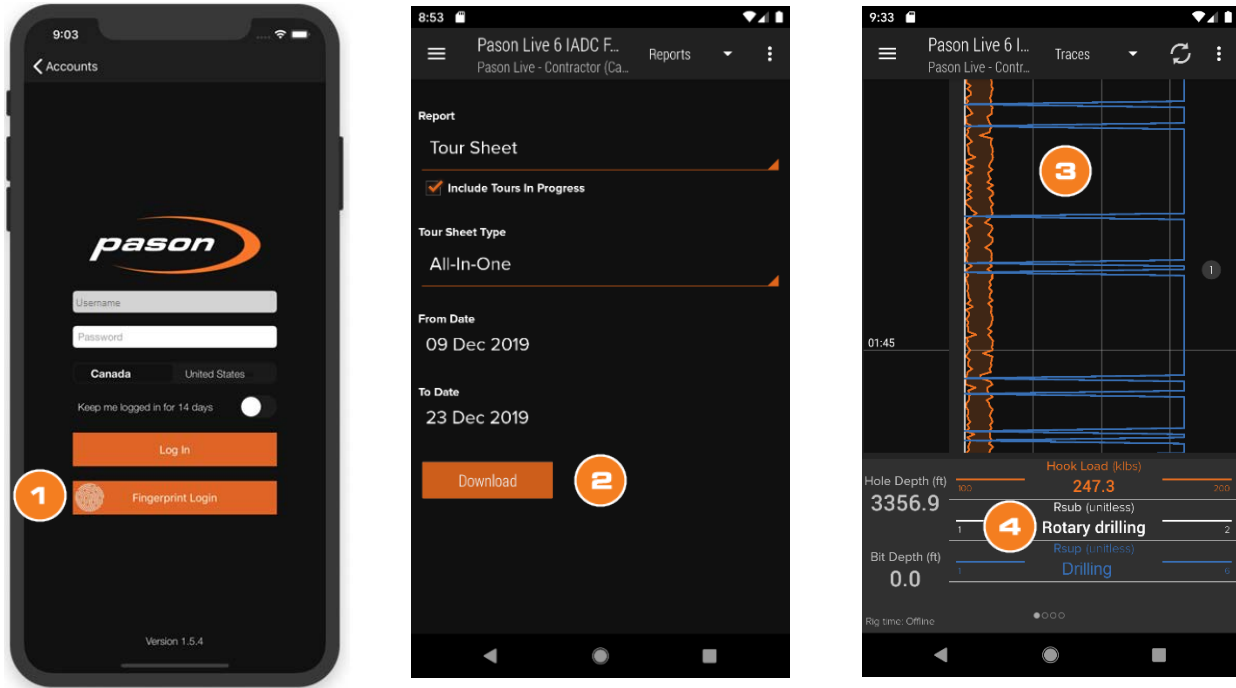 9:03
Accounts
pason
Username
Password
Canada United States
Keep me logged in for 14 days
Log In
1
Fingerprint Login
Version 1.5.4
8:53
Pason Live 6 IADC F...
Reports
Pason Live - Contractor (Ca...
Report
Tour Sheet
Include Tours In Progress
Tour Sheet Type
All-In-One
From Date
09 Dec 2019
To Date
23 Dec 2019
Download
2
9:33
Pason Live 6 I...
Traces
Pason Live - Contr...
3
1
01:45
Hook Load (klbs)
Hole Depth (ft)
100 247.3 200
3356.9
Rsub (unitless)
4
1 Rotary drilling 2
Rsup (unitless)
Bit Depth (ft)
1 Drilling 6
0.0
Rig time: Offline